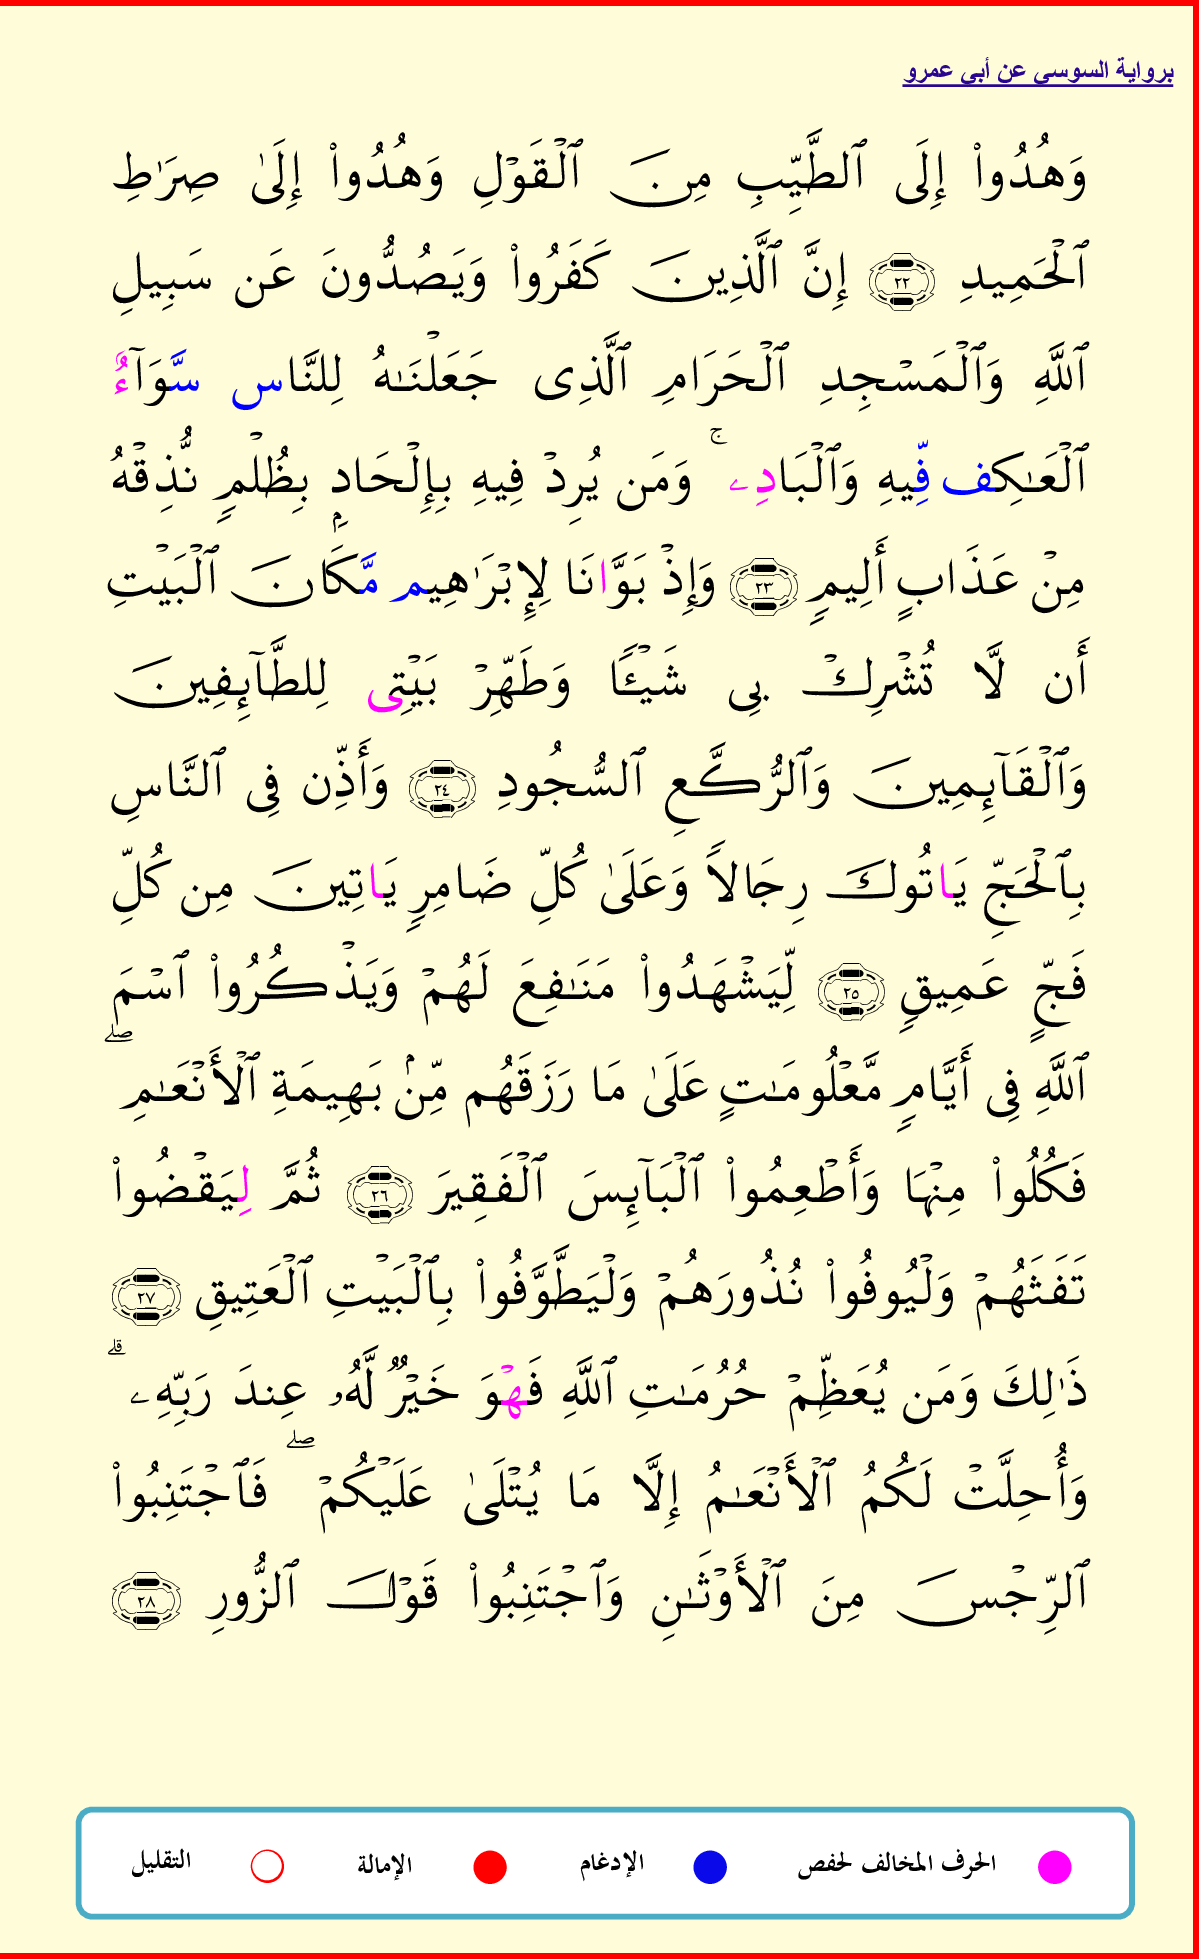 برواية السوسي عن أبي عمرو
وَهُدُوا۟ إِلَى ٱلطَّيِّبِ مِنَ ٱلْقَوْلِ وَهُدُوا۟ إِلَىٰ صِرَٰطِ
ٱلْحَمِيدِ ٢٢ إِنَّ ٱلَّذِينَ كَفَرُوا۟ وَيَصُدُّونَ عَن سَبِيلِ
ٱللَّهِ وَٱلْمَسْجِدِ ٱلْحَرَامِ ٱلَّذِى جَعَلْنَـٰهُ لِلنَّاس سَّوَآءٌ
ٱلْعَـٰكِف فِّيهِ وَٱلْبَادِۦ ۚ وَمَن يُرِدْ فِيهِ بِإِلْحَادِۭ بِظُلْمٍ نُّذِقْهُ
مِنْ عَذَابٍ أَلِيمٍ ٢٣ وَإِذْ بَوَّانَا لِإِبْرَٰهِيم مَّكَانَ ٱلْبَيْتِ
أَن لَّا تُشْرِكْ بِى شَيْـًٔا وَطَهِّرْ بَيْتِى لِلطَّآئِفِينَ
وَٱلْقَآئِمِينَ وَٱلرُّكَّعِ ٱلسُّجُودِ ٢٤ وَأَذِّن فِى ٱلنَّاسِ
بِٱلْحَجِّ يَاتُوكَ رِجَالًا وَعَلَىٰ كُلِّ ضَامِرٍ يَاتِينَ مِن كُلِّ
فَجٍّ عَمِيقٍ ٢٥ لِّيَشْهَدُوا۟ مَنَـٰفِعَ لَهُمْ وَيَذْكُرُوا۟ ٱسْمَ
ٱللَّهِ فِى أَيَّامٍ مَّعْلُومَـٰتٍ عَلَىٰ مَا رَزَقَهُم مِّنۢ بَهِيمَةِ ٱلْأَنْعَـٰمِ ۖ
فَكُلُوا۟ مِنْهَا وَأَطْعِمُوا۟ ٱلْبَآئِسَ ٱلْفَقِيرَ ٢٦ ثُمَّ لِيَقْضُوا۟
تَفَثَهُمْ وَلْيُوفُوا۟ نُذُورَهُمْ وَلْيَطَّوَّفُوا۟ بِٱلْبَيْتِ ٱلْعَتِيقِ ٢٧
ذَٰلِكَ وَمَن يُعَظِّمْ حُرُمَـٰتِ ٱللَّهِ فَهْوَ خَيْرٌ لَّهُۥ عِندَ رَبِّهِۦ ۗ
وَأُحِلَّتْ لَكُمُ ٱلْأَنْعَـٰمُ إِلَّا مَا يُتْلَىٰ عَلَيْكُمْ ۖ فَٱجْتَنِبُوا۟
ٱلرِّجْسَ مِنَ ٱلْأَوْثَـٰنِ وَٱجْتَنِبُوا۟ قَوْلَ ٱلزُّورِ ٢٨
الحرف المخالف لحفص الإدغام الإمالة التقليل